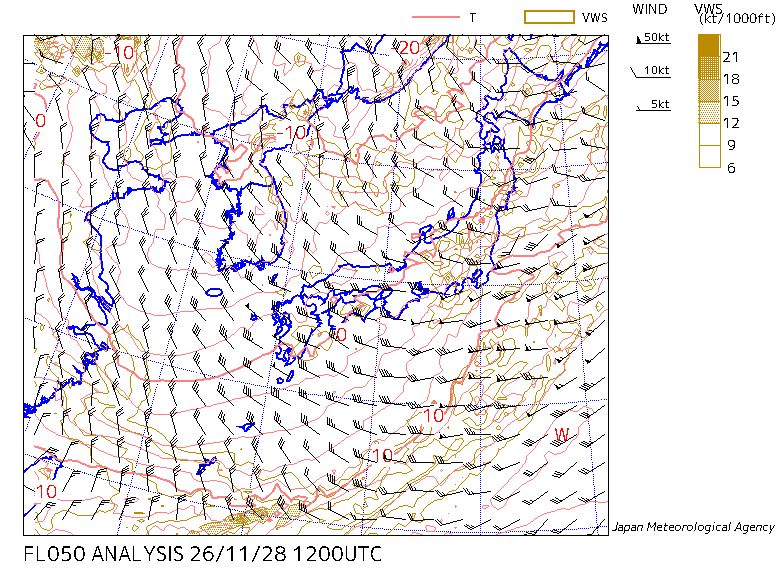 T VWS WIND VWS
(kt/1000ft)
50kt
10kt
5kt
21
18
15
12
9
6
-10
-20
0
-10
0
10
10
W
10
Japan Meteorological Agency
FL050 ANALYSIS 26/11/28 1200UTC